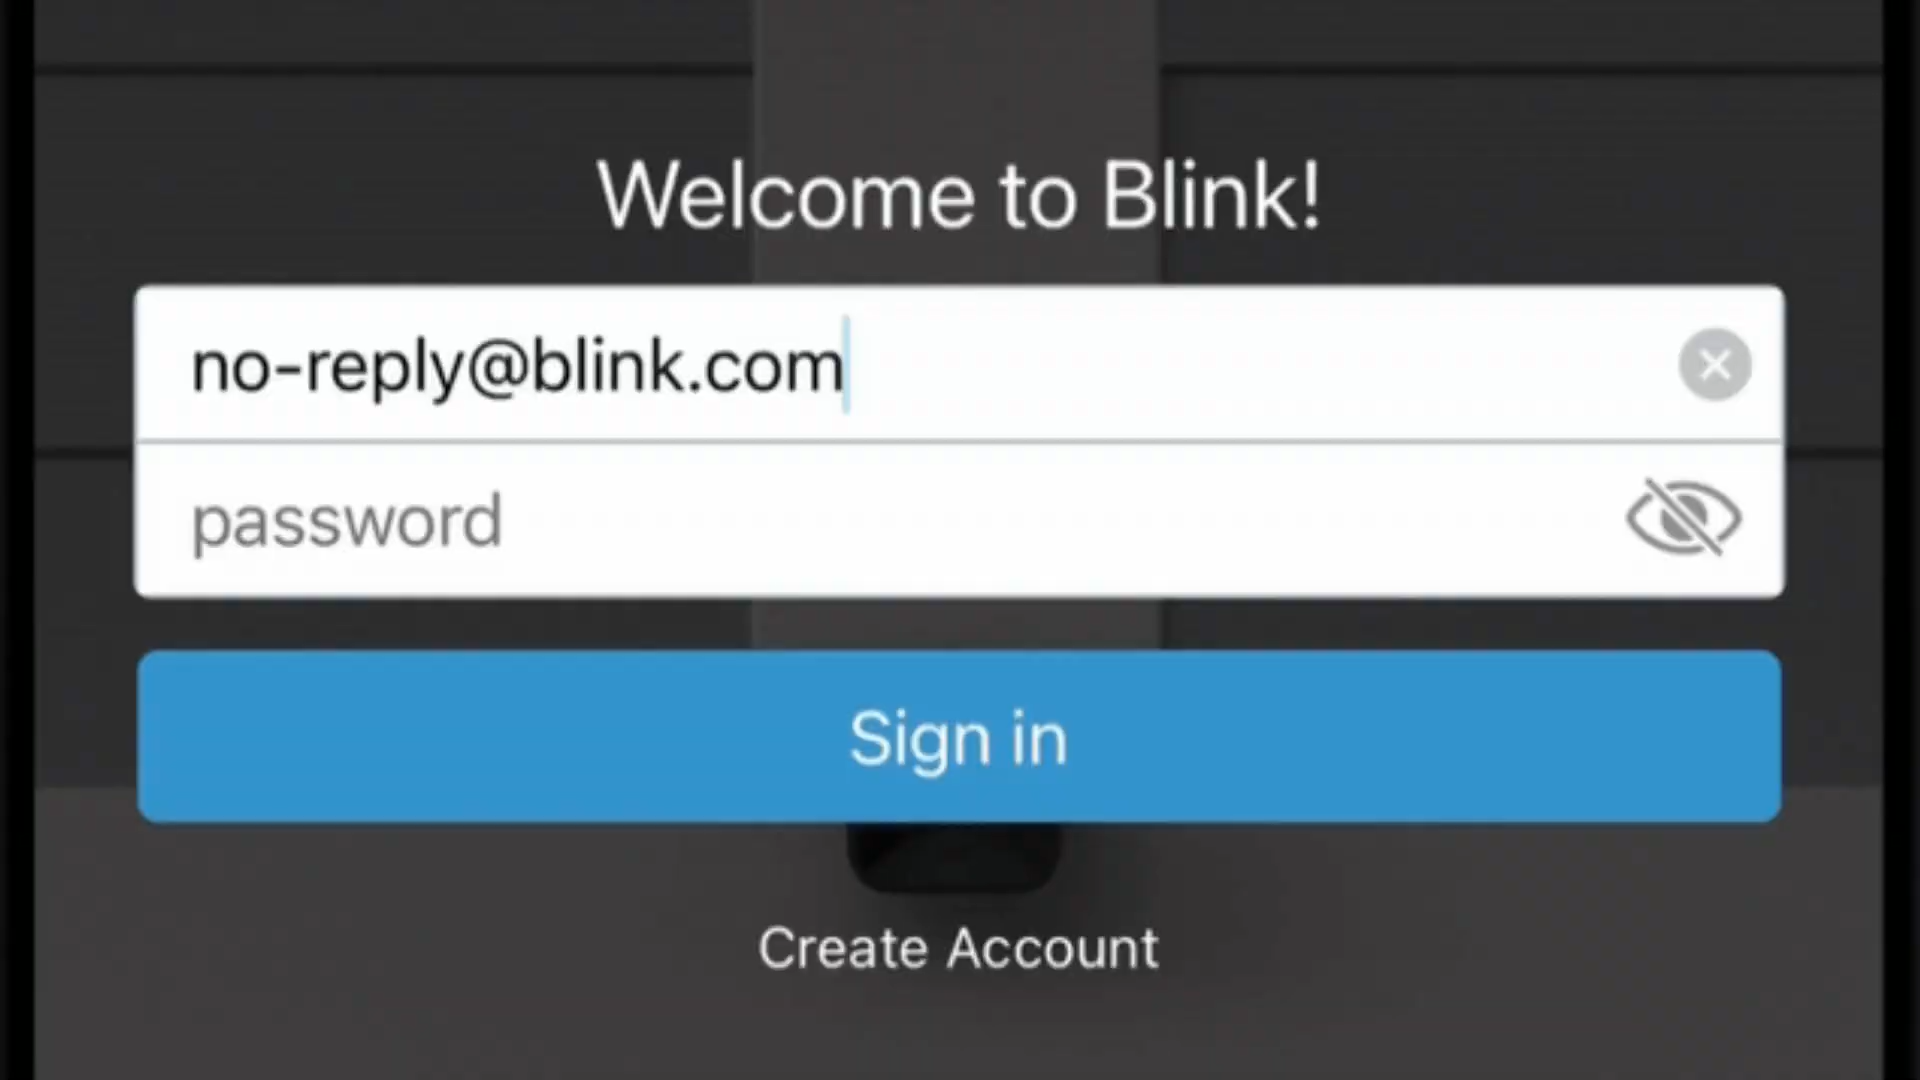 Welcome to Blink!
no-reply@blink.com
password
Sign in
Create Account